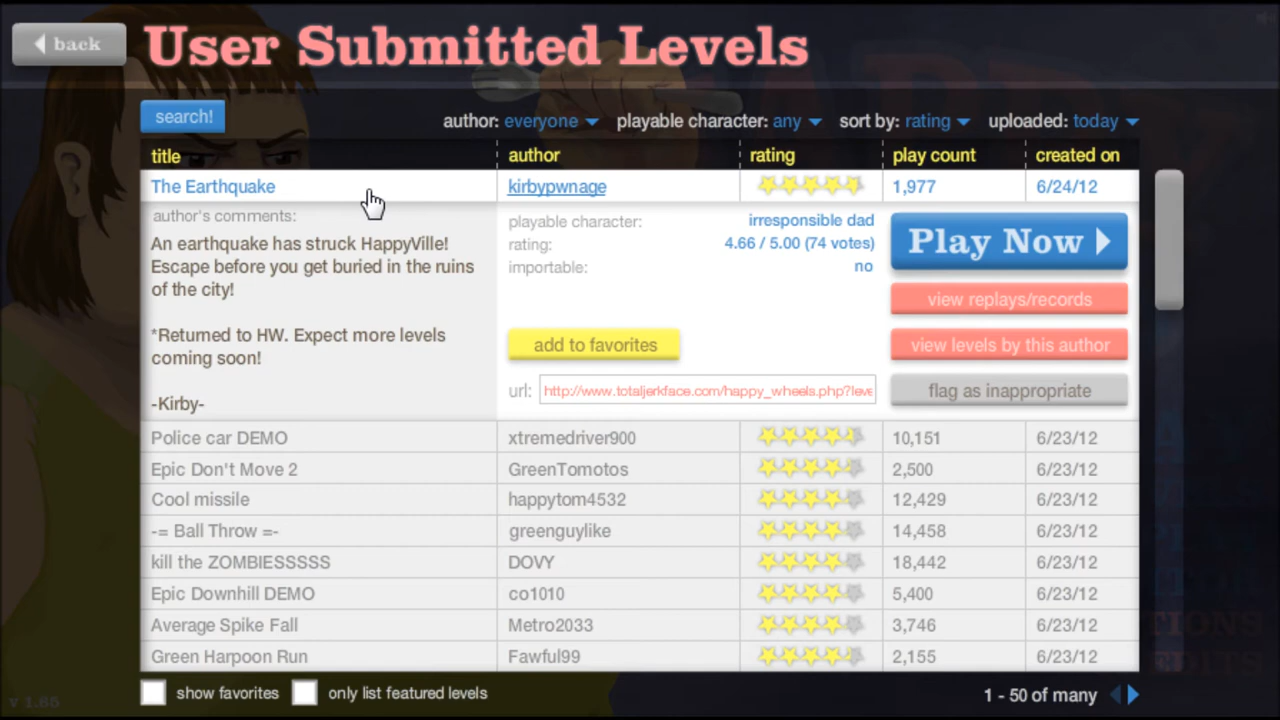 back
User Submitted Levels
search!
author: everyone playable character: any sort by: rating uploaded: today
title author rating play count created on
The Earthquake kirbypwnage 1,977 6/24/12
author's comments:
An earthquake has struck HappyVille!
Escape before you get buried in the ruins
of the city!
*Returned to HW. Expect more levels
coming soon!
-Kirby-
playable character: irresponsible dad
rating: 4.66 / 5.00 (74 votes)
importable: no
add to favorites
url: http://www.totaljerkface.com/happy_wheels.php?leve
Play Now
view replays/records
view levels by this author
flag as inappropriate
Police car DEMO xtremedriver900 10,151 6/23/12
Epic Don't Move 2 GreenTomotos 2,500 6/23/12
Cool missile happytom4532 12,429 6/23/12
-= Ball Throw =- greenguylike 14,458 6/23/12
kill the ZOMBIESSSSS DOVY 18,442 6/23/12
Epic Downhill DEMO co1010 5,400 6/23/12
Average Spike Fall Metro2033 3,746 6/23/12
Green Harpoon Run Fawful99 2,155 6/23/12
show favorites only list featured levels 1 - 50 of many